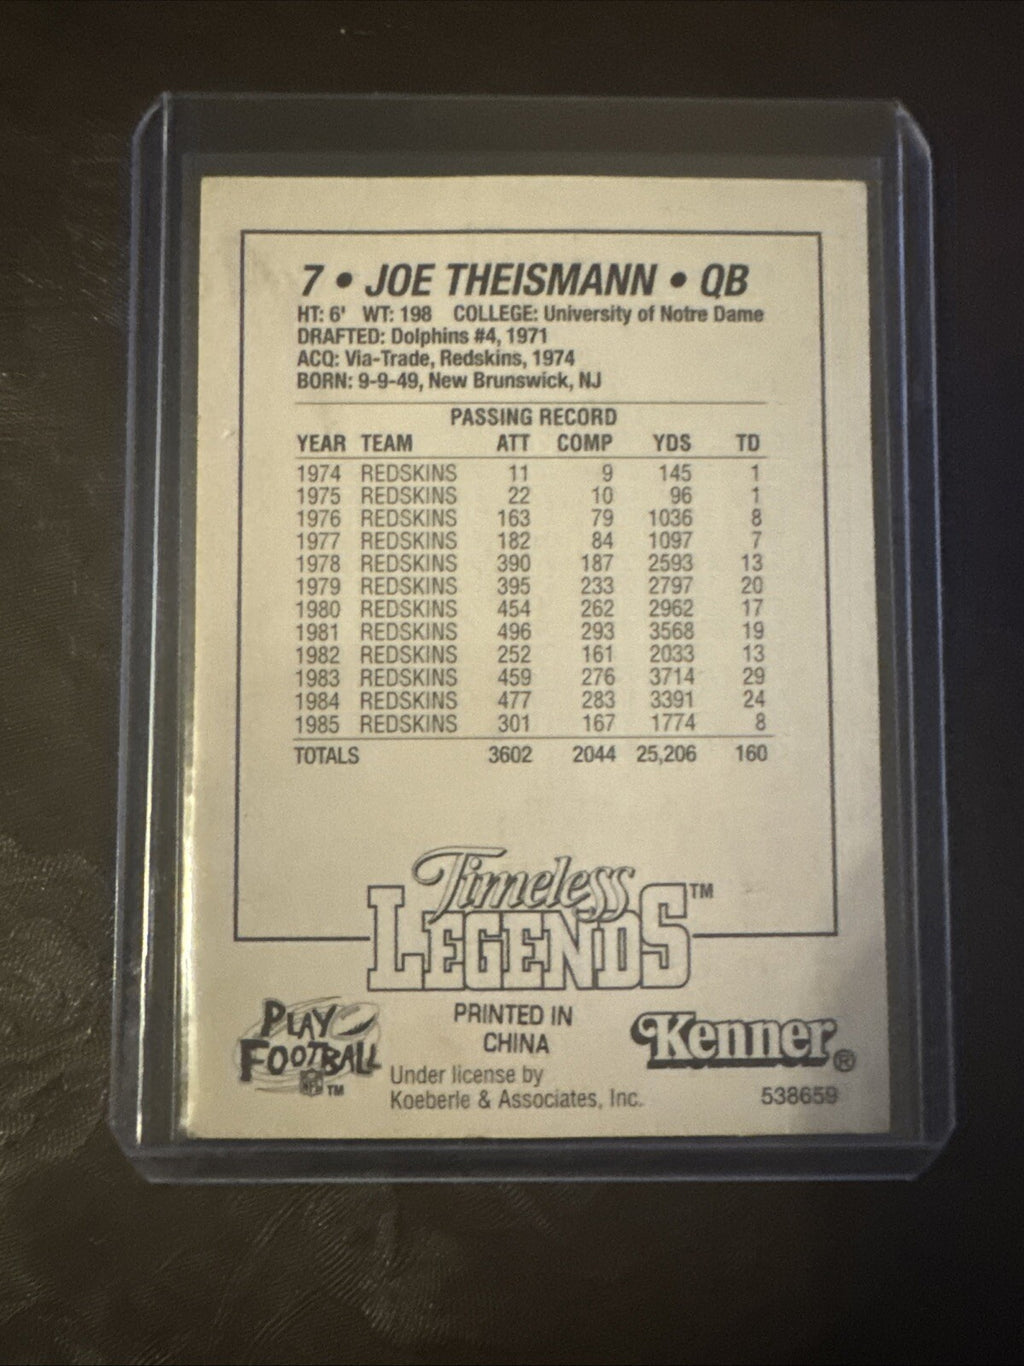 7 • JOE THEISMANN • QB
HT: 6' WT: 198 COLLEGE: University of Notre Dame
DRAFTED: Dolphins #4, 1971
ACQ: Via-Trade, Redskins, 1974
BORN: 9-9-49, New Brunswick, NJ
PASSING RECORD
YEAR TEAM ATT COMP YDS TD
1974 REDSKINS 11 9 145 1
1975 REDSKINS 22 10 96 1
1976 REDSKINS 163 79 1036 8
1977 REDSKINS 182 84 1097 7
1978 REDSKINS 390 187 2593 13
1979 REDSKINS 395 233 2797 20
1980 REDSKINS 454 262 2962 17
1981 REDSKINS 496 293 3568 19
1982 REDSKINS 252 161 2033 13
1983 REDSKINS 459 276 3714 29
1984 REDSKINS 477 283 3391 24
1985 REDSKINS 301 167 1774 8
TOTALS 3602 2044 25,206 160
Timeless
LEGENDS™
PLAY
FOOTBALL
NFL ™
PRINTED IN
CHINA
Under license by
Koeberle & Associates, Inc.
Kenner®
538659